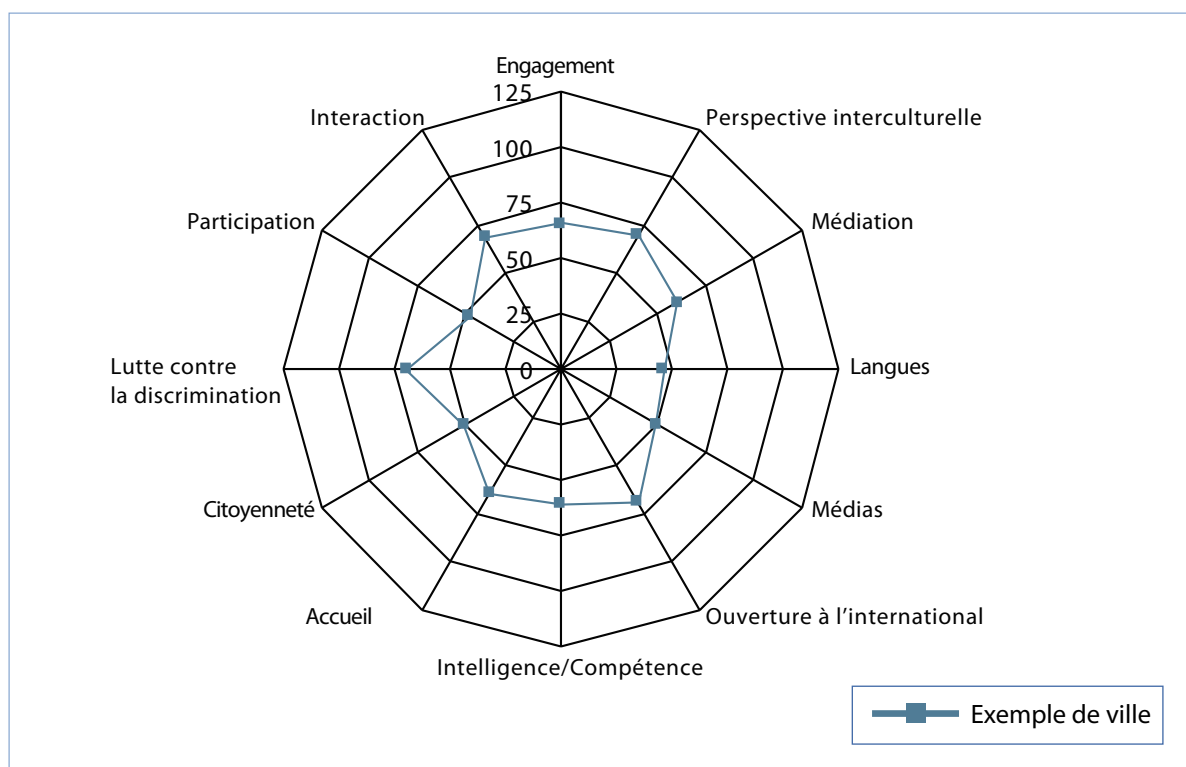 Engagement
125
Interaction
Perspective interculturelle
100
Participation
Médiation
75
50
25
Lutte contre
la discrimination
0
Langues
Citoyenneté
Médias
Accueil
Ouverture à l’international
Intelligence/Compétence
Exemple de ville